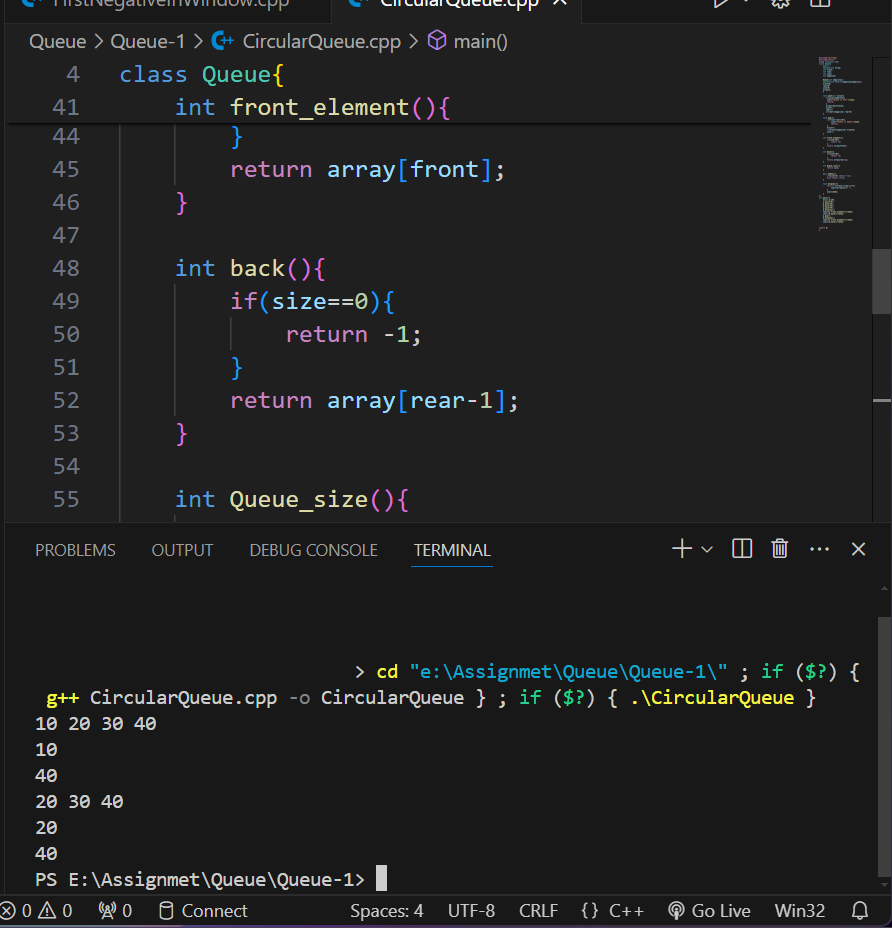 FirstNegativeInWindow.cpp CircularQueue.cpp
Queue > Queue-1 > CircularQueue.cpp > main()
4 class Queue{
41 int front_element(){
44 }
45 return array[front];
46 }
47
48 int back(){
49 if(size==0){
50 return -1;
51 }
52 return array[rear-1];
53 }
54
55 int Queue_size(){
PROBLEMS OUTPUT DEBUG CONSOLE TERMINAL
> cd "e:\Assignmet\Queue\Queue-1\" ; if ($?) {
g++ CircularQueue.cpp -o CircularQueue } ; if ($?) { .\CircularQueue }
10 20 30 40
10
40
20 30 40
20
40
PS E:\Assignmet\Queue\Queue-1>
0 0 0 Connect Spaces: 4 UTF-8 CRLF {} C++ Go Live Win32